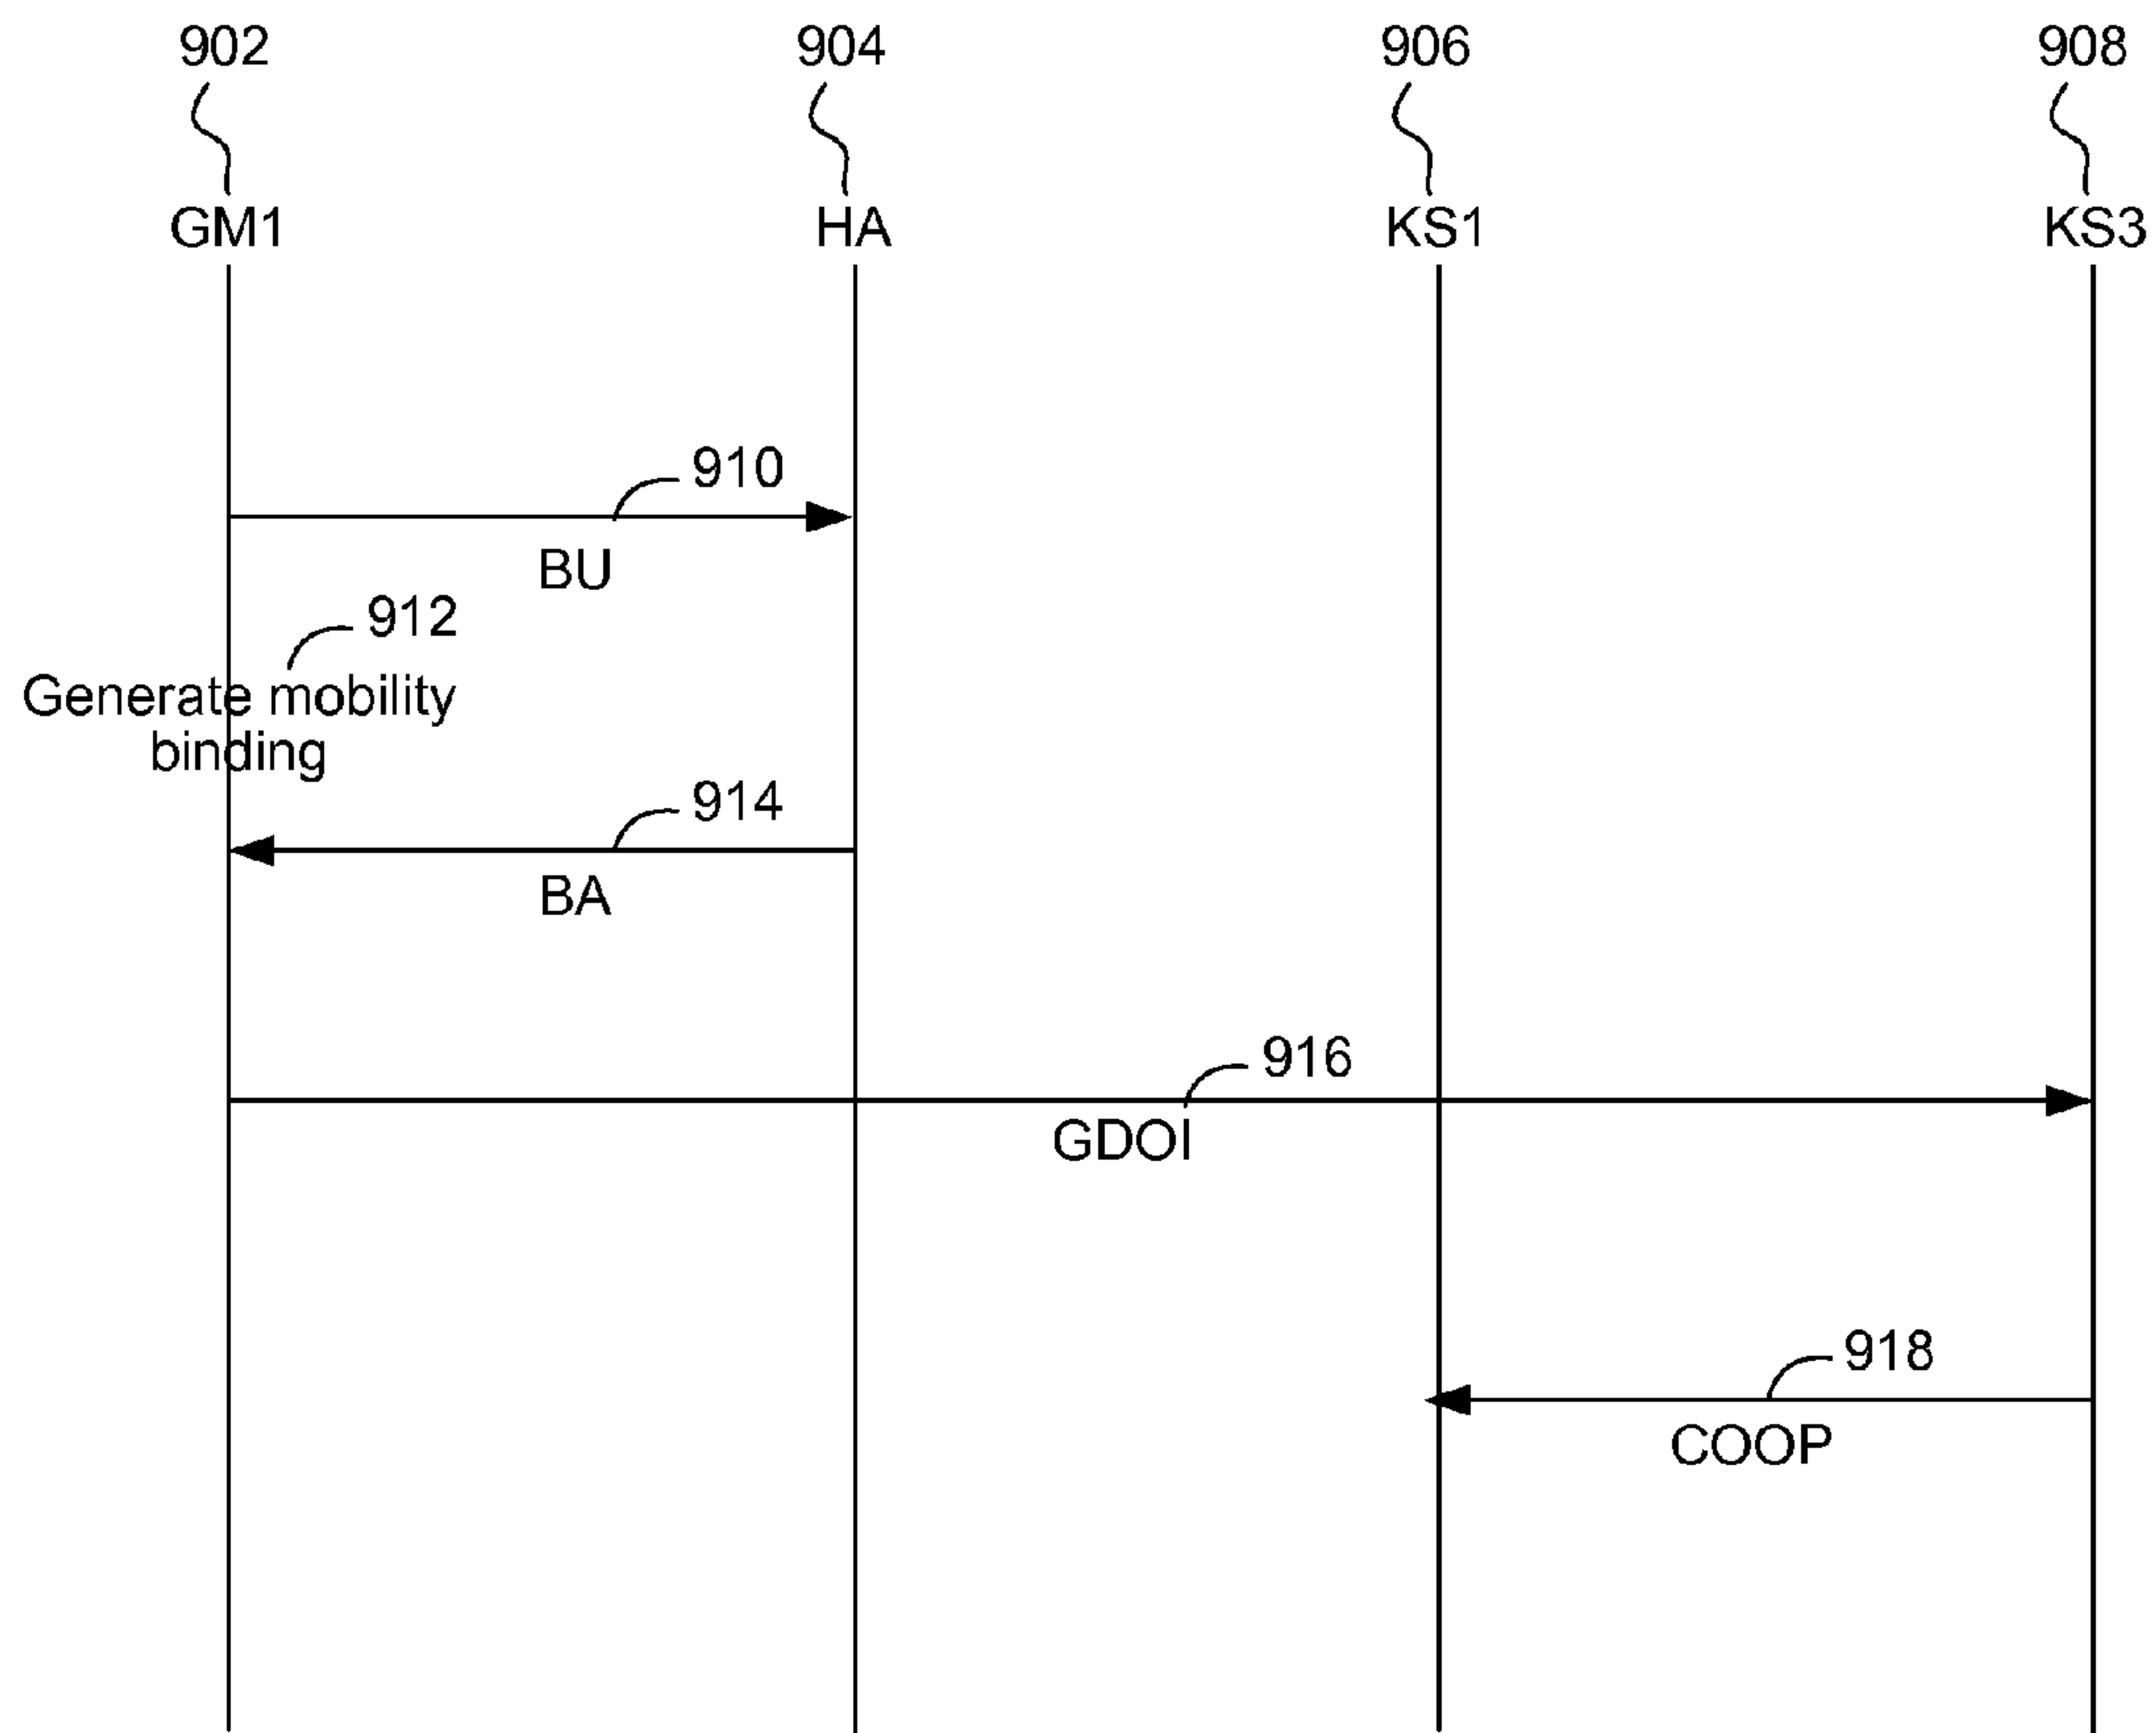 902
904
906
908
GM1
HA
KS1
KS3
910
BU
912
Generate mobility
binding
914
BA
916
GDOI
918
COOP